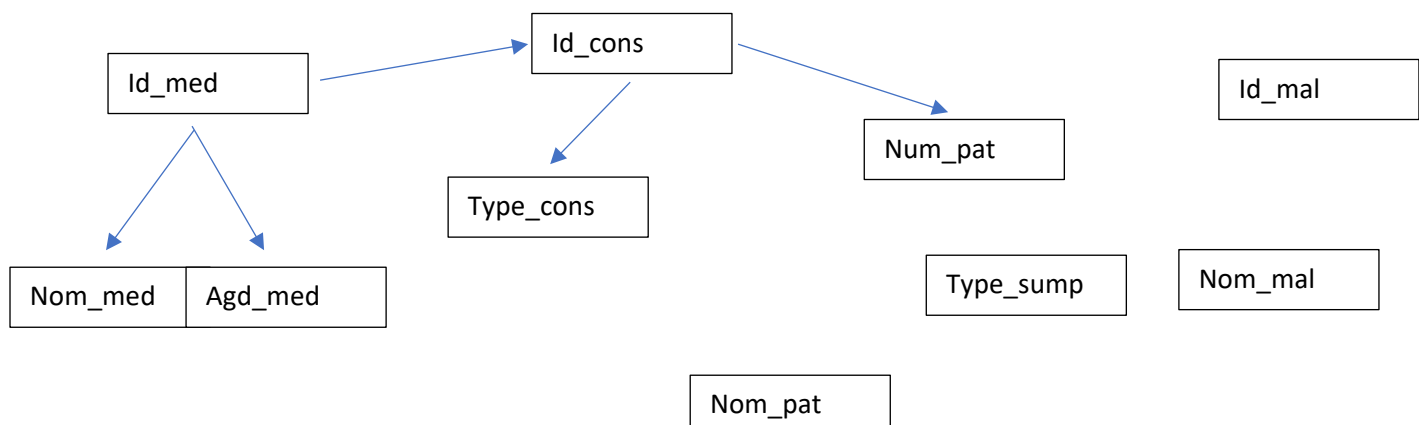 Id_cons
Id_med
Id_mal
Num_pat
Type_cons
Nom_med
Agd_med
Type_sump
Nom_mal
Nom_pat